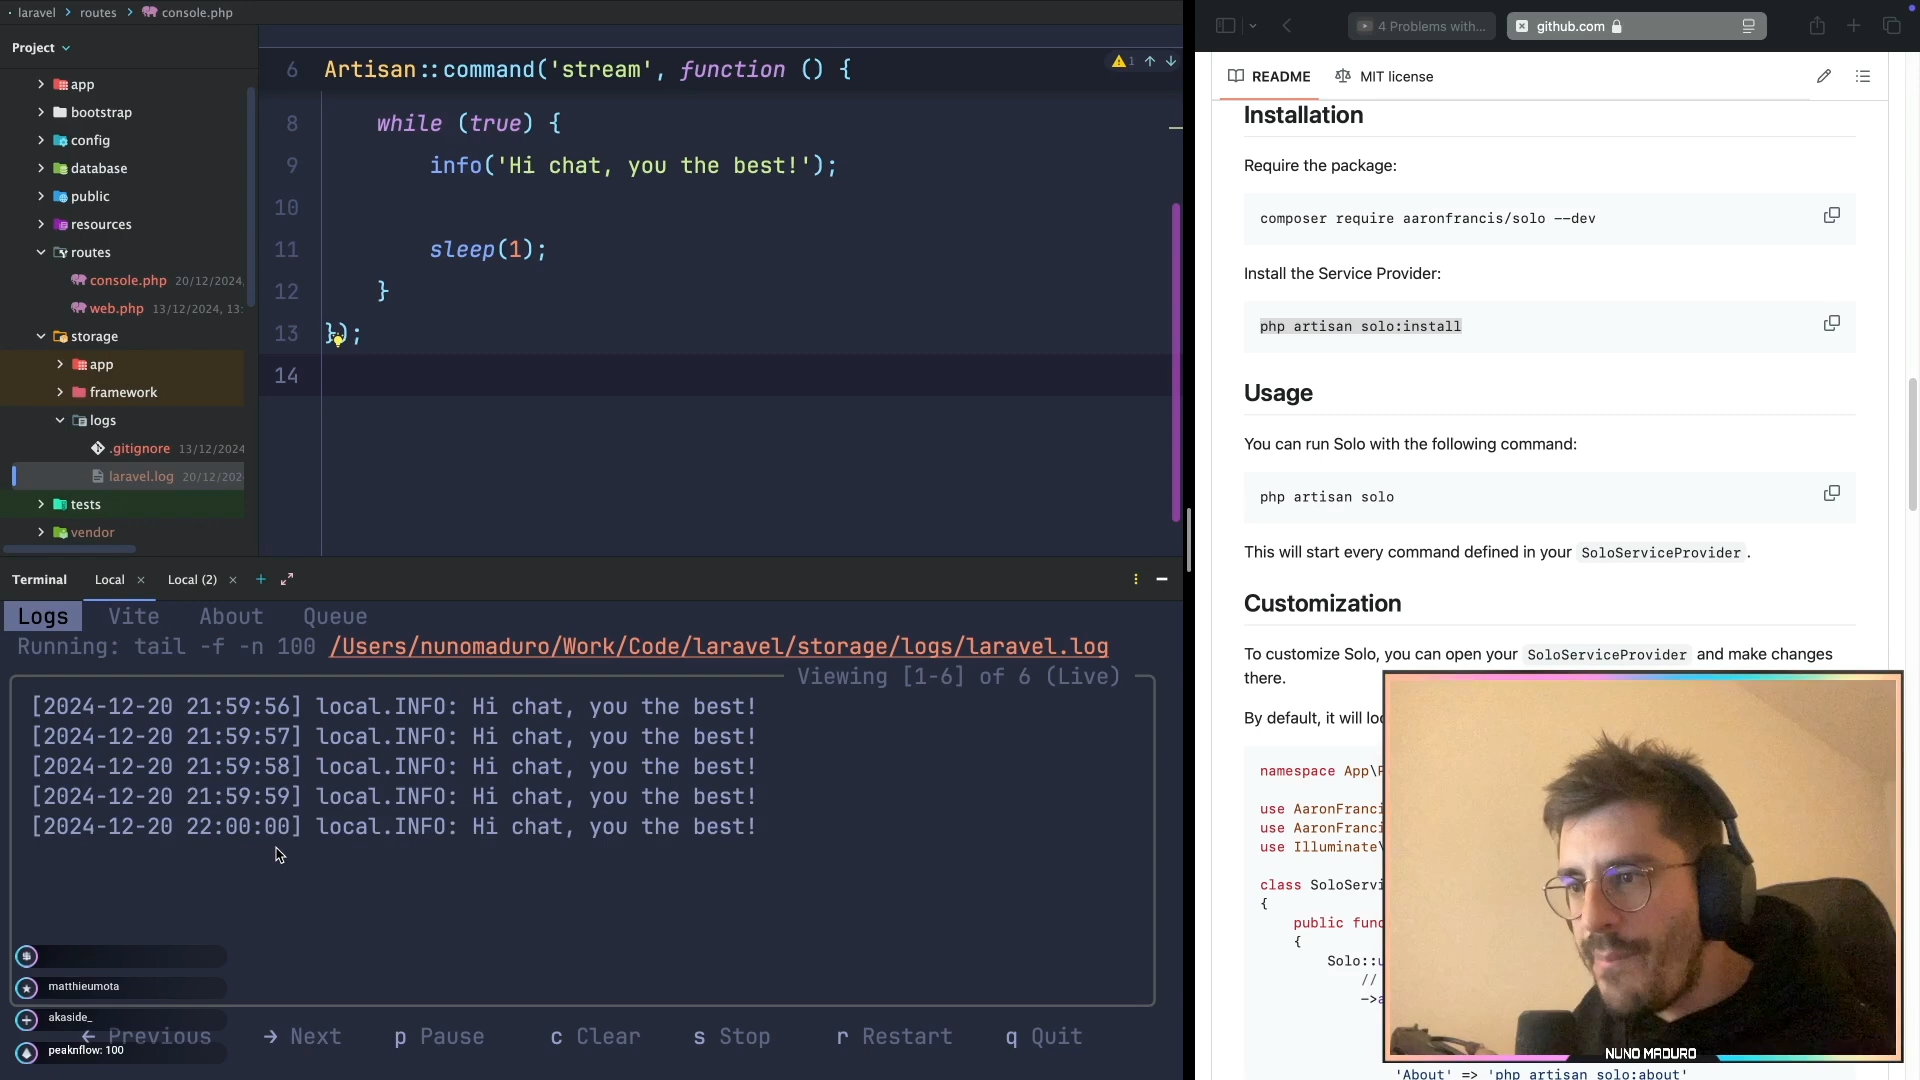 laravel > routes > console.php
Project
app
bootstrap
config
database
public
resources
routes
console.php 20/12/2024,
web.php 13/12/2024, 13:
storage
app
framework
logs
.gitignore 13/12/2024
laravel.log 20/12/202
tests
vendor
6 Artisan::command('stream', function () {
8 while (true) {
9 info('Hi chat, you the best!');
10
11 sleep(1);
12 }
13 });
14
1
Terminal Local × Local (2) × +
Logs Vite About Queue
Running: tail -f -n 100 /Users/nunomaduro/Work/Code/laravel/storage/logs/laravel.log
Viewing [1-6] of 6 (Live)
[2024-12-20 21:59:56] local.INFO: Hi chat, you the best!
[2024-12-20 21:59:57] local.INFO: Hi chat, you the best!
[2024-12-20 21:59:58] local.INFO: Hi chat, you the best!
[2024-12-20 21:59:59] local.INFO: Hi chat, you the best!
[2024-12-20 22:00:00] local.INFO: Hi chat, you the best!
matthieumota
akaside_
peaknflow: 100
← Previous → Next p Pause c Clear s Stop r Restart q Quit
4 Problems with...
github.com
README MIT license
Installation
Require the package:
composer require aaronfrancis/solo --dev
Install the Service Provider:
php artisan solo:install
Usage
You can run Solo with the following command:
php artisan solo
This will start every command defined in your SoloServiceProvider .
Customization
To customize Solo, you can open your SoloServiceProvider and make changes
there.
By default, it will loo
namespace App\P
use AaronFranci
use AaronFranci
use Illuminate\
class SoloServi
{
public func
{
Solo::u
//
->a
'About' => 'php artisan solo:about'
NUNO MADURO